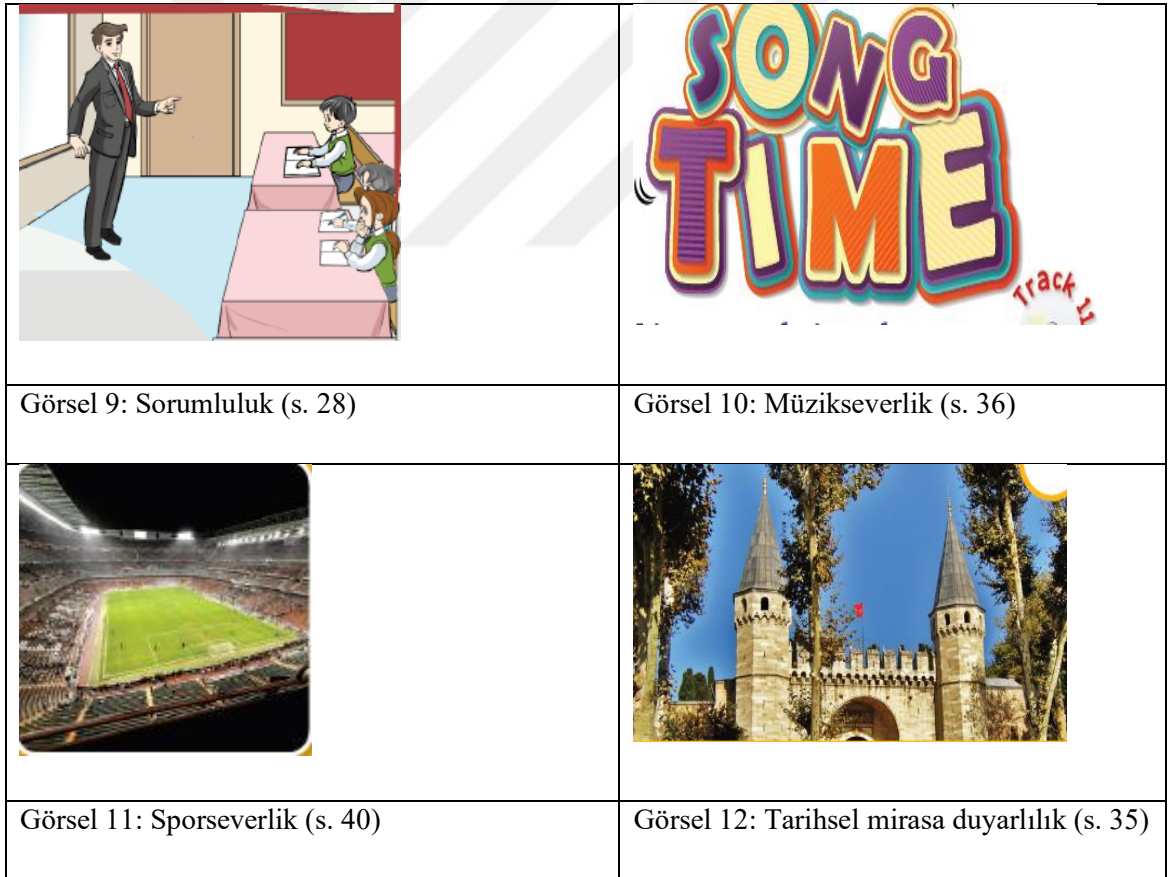 SONG
TIME
Track 11
Görsel 9: Sorumluluk (s. 28)
Görsel 10: Müzikseverlik (s. 36)
Görsel 11: Sporseverlik (s. 40)
Görsel 12: Tarihsel mirasa duyarlılık (s. 35)